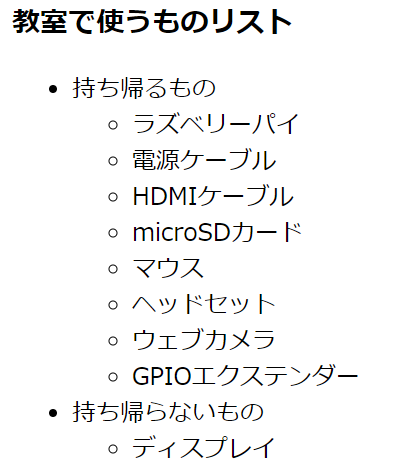 教室で使うものリスト
持ち帰るもの
ラズベリーパイ
電源ケーブル
HDMIケーブル
microSDカード
マウス
ヘッドセット
ウェブカメラ
GPIOエクステンダー
持ち帰らないもの
ディスプレイ